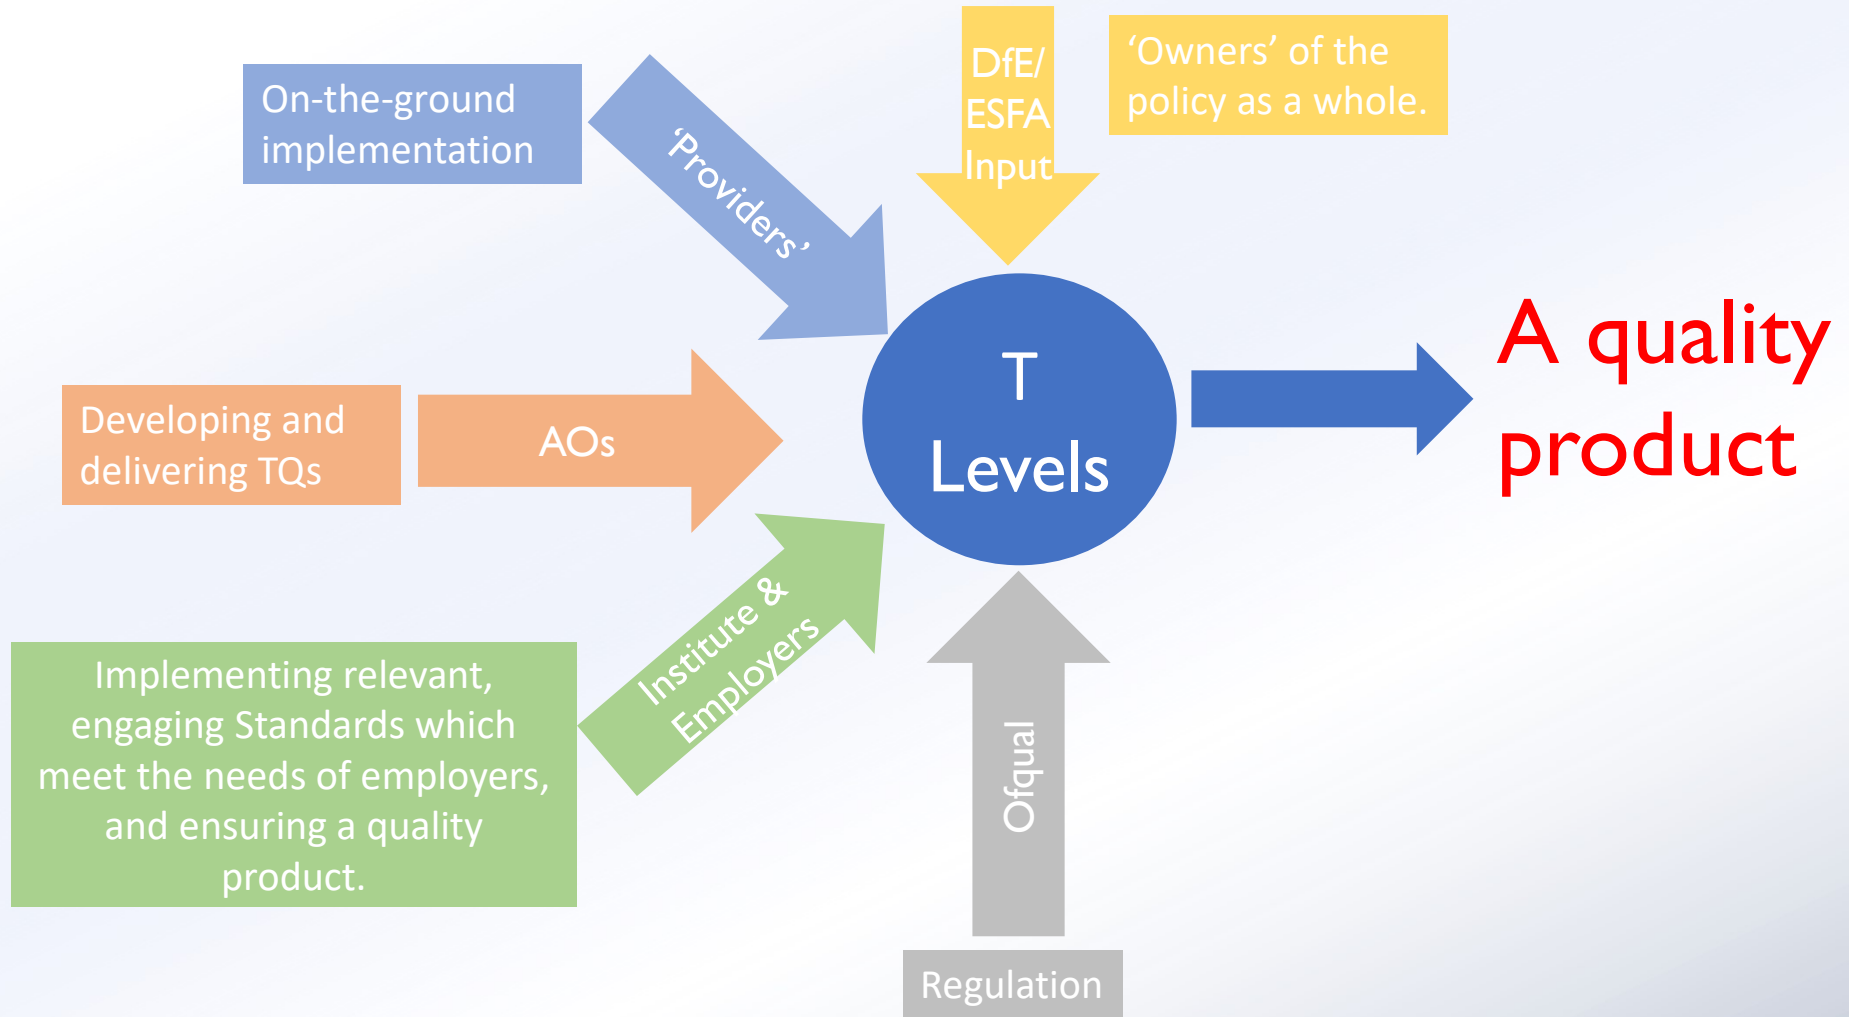 On-the-ground
implementation
‘Providers’
DfE/
ESFA
Input
‘Owners’ of the
policy as a whole.
Developing and
delivering TQs
AOs
T
Levels
A quality
product
Implementing relevant,
engaging Standards which
meet the needs of employers,
and ensuring a quality
product.
Institute &
Employers
Ofqual
Regulation